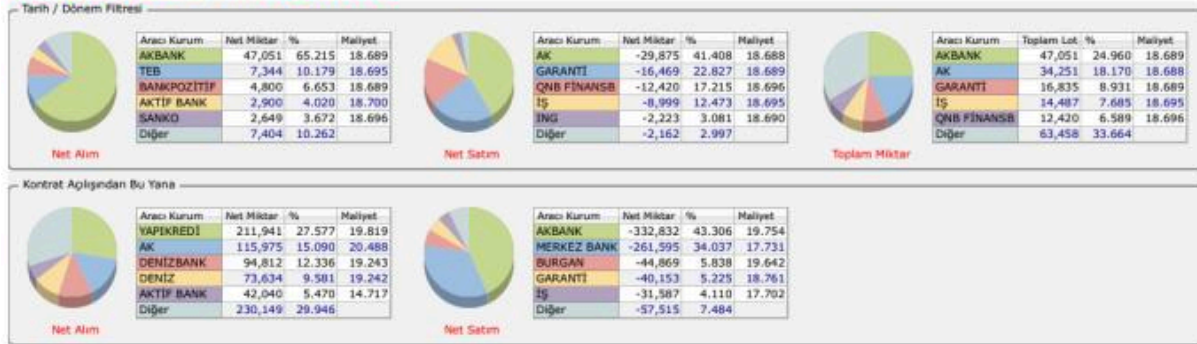 Tarih / Dönem Filtresi
Aracı Kurum Net Miktar % Maliyet
AKBANK 47,051 65.215 18.689
TEB 7,344 10.179 18.695
BANKPOZİTİF 4,800 6.653 18.689
AKTİF BANK 2,900 4.020 18.700
SANKO 2,649 3.672 18.696
Diğer 7,404 10.262
Net Alım
Aracı Kurum Net Miktar % Maliyet
AK -29,875 41.408 18.688
GARANTİ -16,469 22.827 18.689
QNB FİNANSB -12,420 17.215 18.696
İŞ -8,999 12.473 18.695
ING -2,223 3.081 18.690
Diğer -2,162 2.997
Net Satım
Aracı Kurum Toplam Lot % Maliyet
AKBANK 47,051 24.960 18.689
AK 34,251 18.170 18.688
GARANTİ 16,835 8.931 18.689
İŞ 14,487 7.685 18.695
QNB FİNANSB 12,420 6.589 18.696
Diğer 63,458 33.664
Toplam Miktar
Kontrat Açılışından Bu Yana
Aracı Kurum Net Miktar % Maliyet
YAPIKREDİ 211,941 27.577 19.819
AK 115,975 15.090 20.488
DENİZBANK 94,812 12.336 19.243
DENİZ 73,634 9.581 19.242
AKTİF BANK 42,040 5.470 14.717
Diğer 230,149 29.946
Net Alım
Aracı Kurum Net Miktar % Maliyet
AKBANK -332,832 43.306 19.754
MERKEZ BANK -261,595 34.037 17.731
BURGAN -44,869 5.838 19.642
GARANTİ -40,153 5.225 18.761
İŞ -31,587 4.110 17.702
Diğer -57,515 7.484
Net Satım